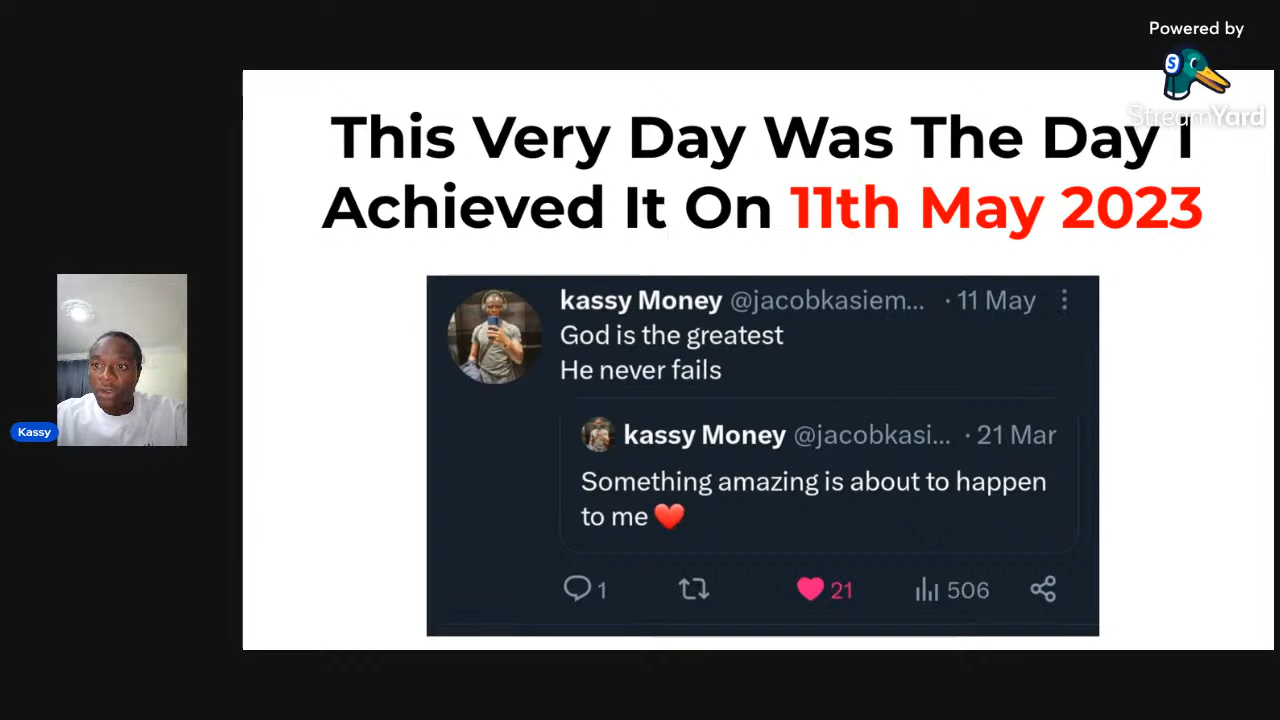 Powered by
StreamYard
This Very Day Was The Day I
Achieved It On 11th May 2023
kassy Money @jacobkasiem... · 11 May
God is the greatest
He never fails
kassy Money @jacobkasi... · 21 Mar
Something amazing is about to happen
to me ❤️
1 21 506
Kassy